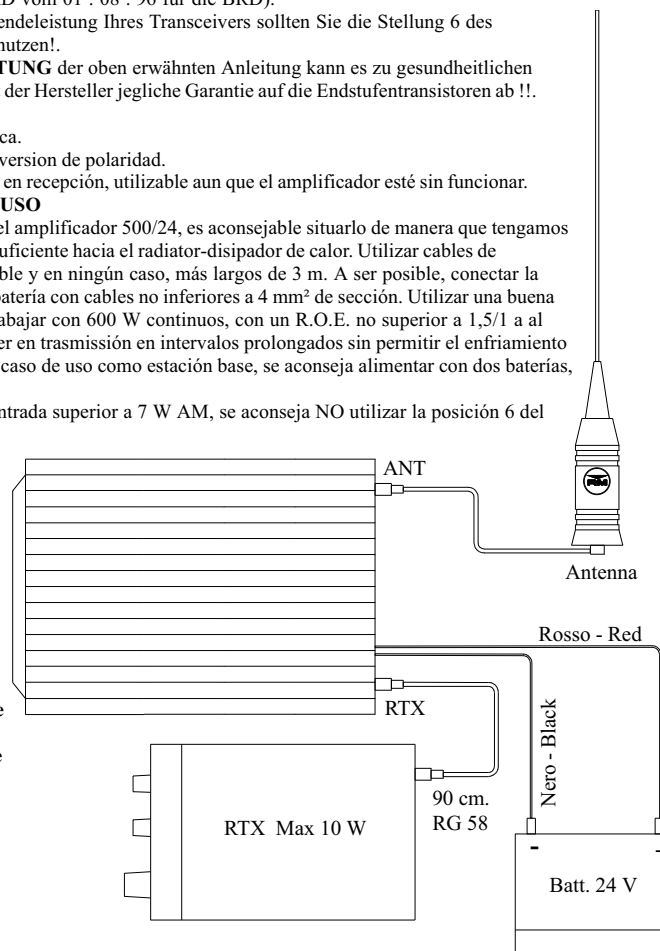 vom 01 . 08 . 96 für die BRD).
endeleistung Ihres Transceivers sollten Sie die Stellung 6 des
nutzen!.
TUNG der oben erwähnten Anleitung kann es zu gesundheitlichen
t der Hersteller jegliche Garantie auf die Endstufentransistoren ab !!.
ca.
version de polaridad.
en recepción, utilizable aun que el amplificador esté sin funcionar.
USO
el amplificador 500/24, es aconsejable situarlo de manera que tengamos
uficiente hacia el radiator-disipador de calor. Utilizar cables de
ble y en ningún caso, más largos de 3 m. A ser posible, conectar la
batería con cables no inferiores a 4 mm² de sección. Utilizar una buena
abajar con 600 W continuos, con un R.O.E. no superior a 1,5/1 a al
er en trasmissión en intervalos prolongados sin permitir el enfriamiento
caso de uso como estación base, se aconseja alimentar con dos baterías,
ntrada superior a 7 W AM, se aconseja NO utilizar la posición 6 del
ANT
Antenna
Rosso - Red
e
RTX
Nero - Black
e
90 cm.
RG 58
RTX Max 10 W
-
Batt. 24 V